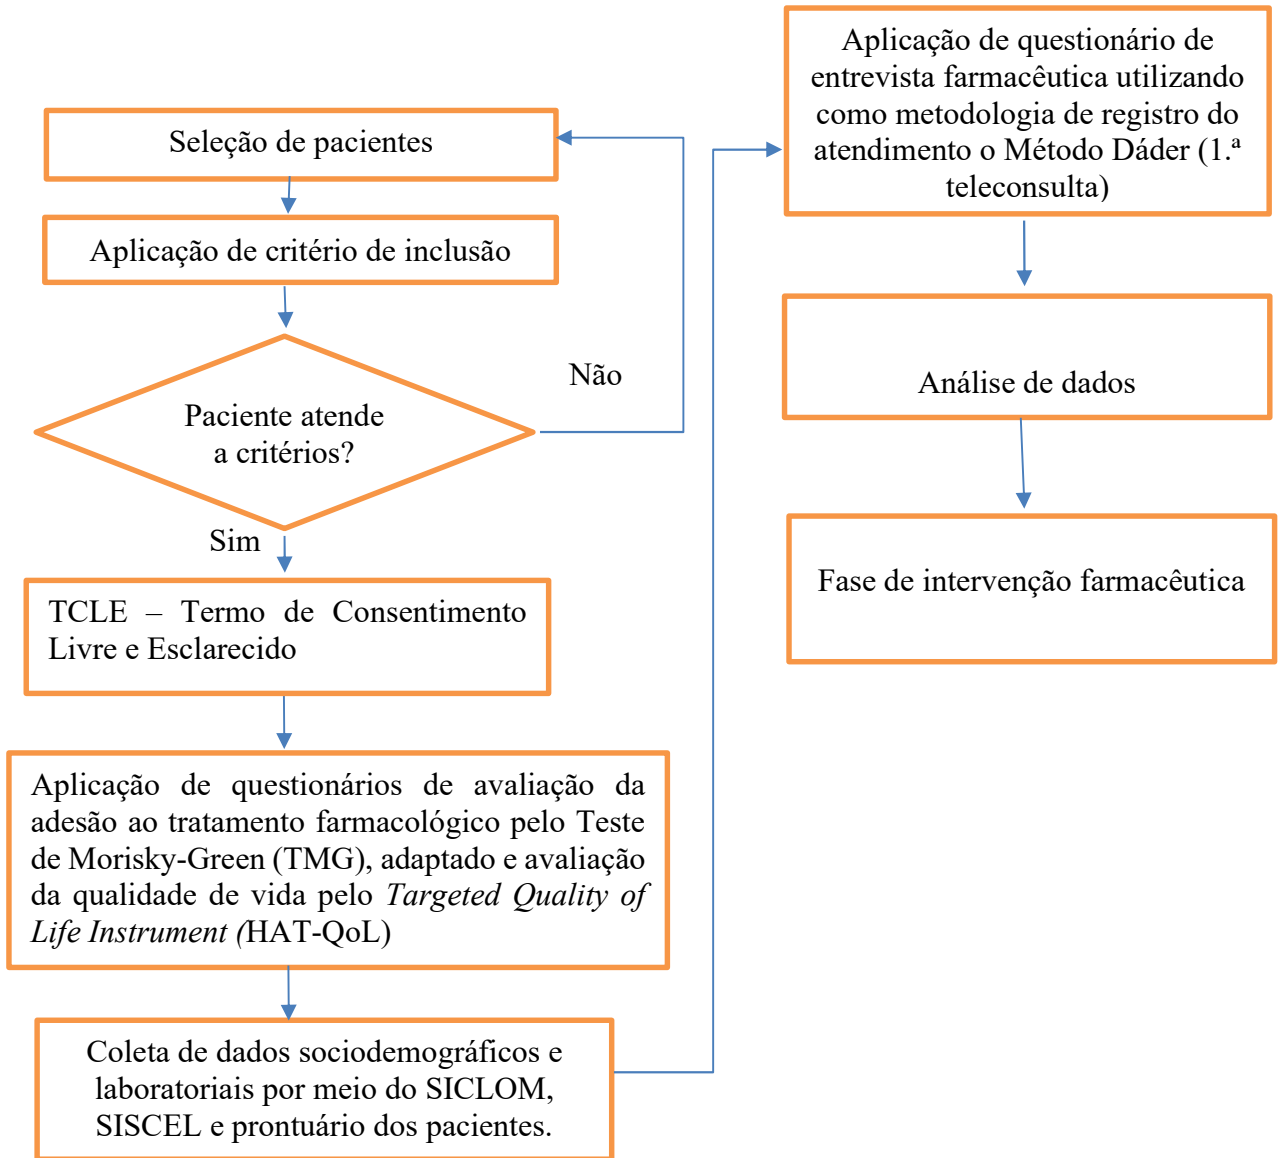 Seleção de pacientes
Aplicação de critério de inclusão
Paciente atende
a critérios?
Não
Sim
TCLE – Termo de Consentimento
Livre e Esclarecido
Aplicação de questionários de avaliação da
adesão ao tratamento farmacológico pelo Teste
de Morisky-Green (TMG), adaptado e avaliação
da qualidade de vida pelo Targeted Quality of
Life Instrument (HAT-QoL)
Coleta de dados sociodemográficos e
laboratoriais por meio do SICLOM,
SISCEL e prontuário dos pacientes.
Aplicação de questionário de
entrevista farmacêutica utilizando
como metodologia de registro do
atendimento o Método Dáder (1.ª
teleconsulta)
Análise de dados
Fase de intervenção farmacêutica